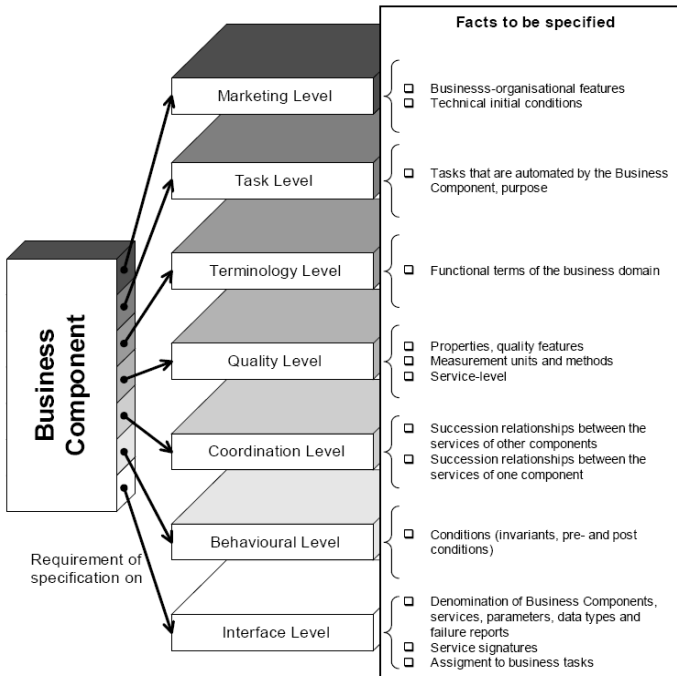 Facts to be specified
Marketing Level
Businesss-organisational features
Technical initial conditions
Task Level
Tasks that are automated by the Business
Component, purpose
Terminology Level
Functional terms of the business domain
Quality Level
Properties, quality features
Measurement units and methods
Service-level
Coordination Level
Succession relationships between the
services of other components
Succession relationships between the
services of one component
Behavioural Level
Conditions (invariants, pre- and post
conditions)
Interface Level
Denomination of Business Components,
services, parameters, data types and
failure reports
Service signatures
Assigment to business tasks
Business
Component
Requirement of
specification on